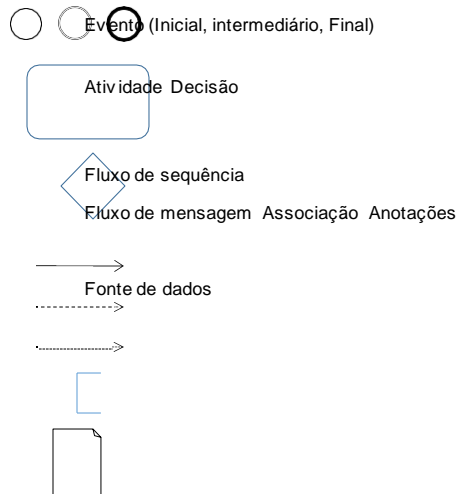 Evento (Inicial, intermediário, Final)
Atividade Decisão
Fluxo de sequência
Fluxo de mensagem Associação Anotações
Fonte de dados